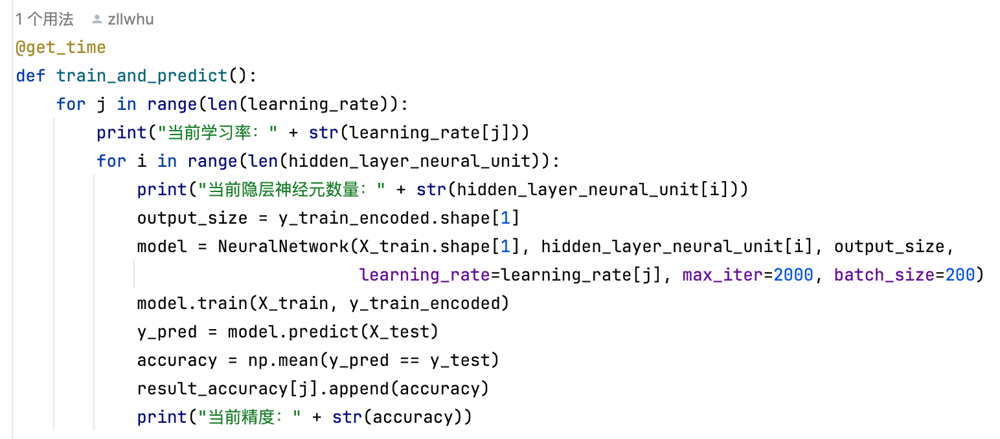 1 个用法 zllwhu
@get_time
def train_and_predict():
    for j in range(len(learning_rate)):
        print("当前学习率：" + str(learning_rate[j]))
        for i in range(len(hidden_layer_neural_unit)):
            print("当前隐层神经元数量：" + str(hidden_layer_neural_unit[i]))
            output_size = y_train_encoded.shape[1]
            model = NeuralNetwork(X_train.shape[1], hidden_layer_neural_unit[i], output_size,
                                  learning_rate=learning_rate[j], max_iter=2000, batch_size=200)
            model.train(X_train, y_train_encoded)
            y_pred = model.predict(X_test)
            accuracy = np.mean(y_pred == y_test)
            result_accuracy[j].append(accuracy)
            print("当前精度：" + str(accuracy))